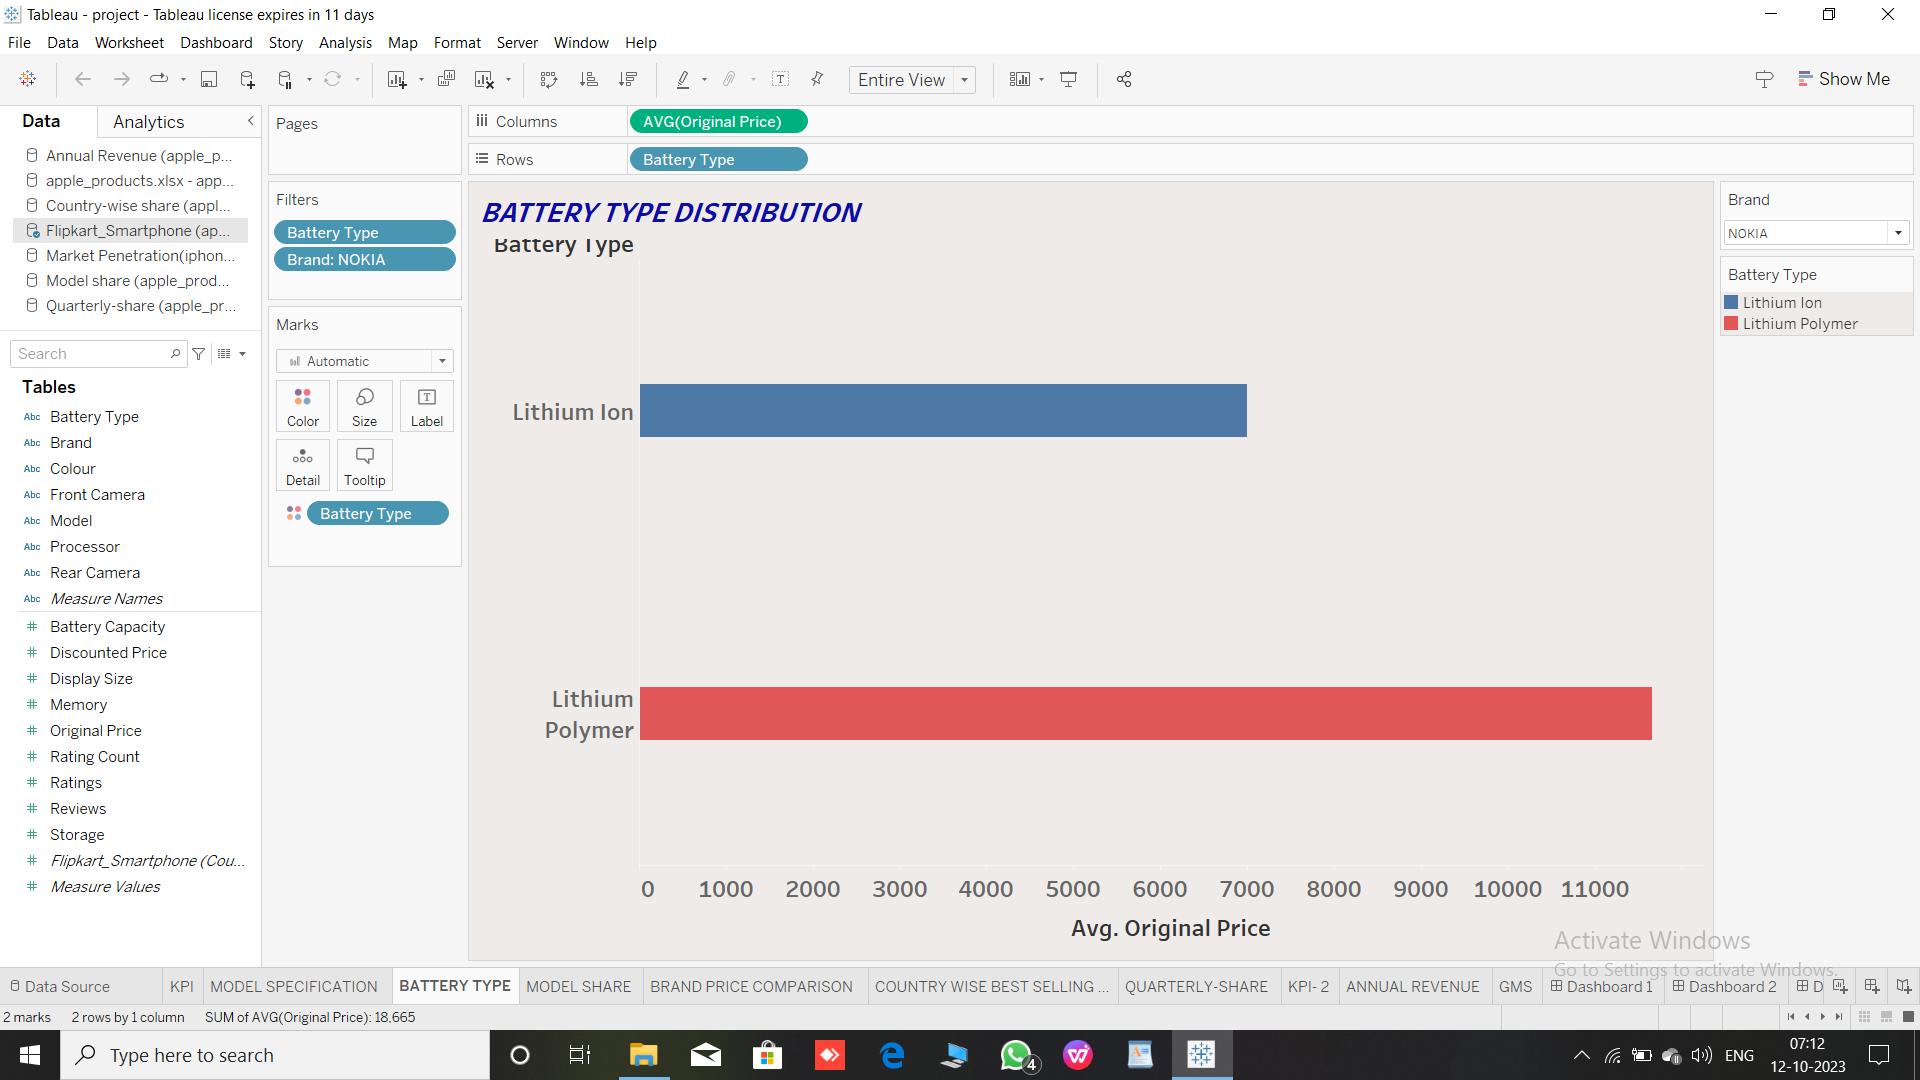 Tableau - project - Tableau license expires in 11 days
File Data Worksheet Dashboard Story Analysis Map Format Server Window Help
Entire View
Show Me
Data Analytics
Annual Revenue (apple_p...
apple_products.xlsx - app...
Country-wise share (appl...
Flipkart_Smartphone (ap...
Market Penetration(iphon...
Model share (apple_prod...
Quarterly-share (apple_pr...
Search
Tables
Abc Battery Type
Abc Brand
Abc Colour
Abc Front Camera
Abc Model
Abc Processor
Abc Rear Camera
Abc Measure Names
# Battery Capacity
# Discounted Price
# Display Size
# Memory
# Original Price
# Rating Count
# Ratings
# Reviews
# Storage
# Flipkart_Smartphone (Cou...
# Measure Values
Pages
Filters
Battery Type
Brand: NOKIA
Marks
Automatic
Color Size Label
Detail Tooltip
Battery Type
Columns AVG(Original Price)
Rows Battery Type
BATTERY TYPE DISTRIBUTION
Battery Type
Lithium Ion
Lithium
Polymer
0 1000 2000 3000 4000 5000 6000 7000 8000 9000 10000 11000
Avg. Original Price
Brand
NOKIA
Battery Type
Lithium Ion
Lithium Polymer
Activate Windows
Go to Settings to activate Windows.
Data Source KPI MODEL SPECIFICATION BATTERY TYPE MODEL SHARE BRAND PRICE COMPARISON COUNTRY WISE BEST SELLING ... QUARTERLY-SHARE KPI- 2 ANNUAL REVENUE GMS Dashboard 1 Dashboard 2 D
2 marks 2 rows by 1 column SUM of AVG(Original Price): 18,665
Type here to search
4
ENG
07:12
12-10-2023